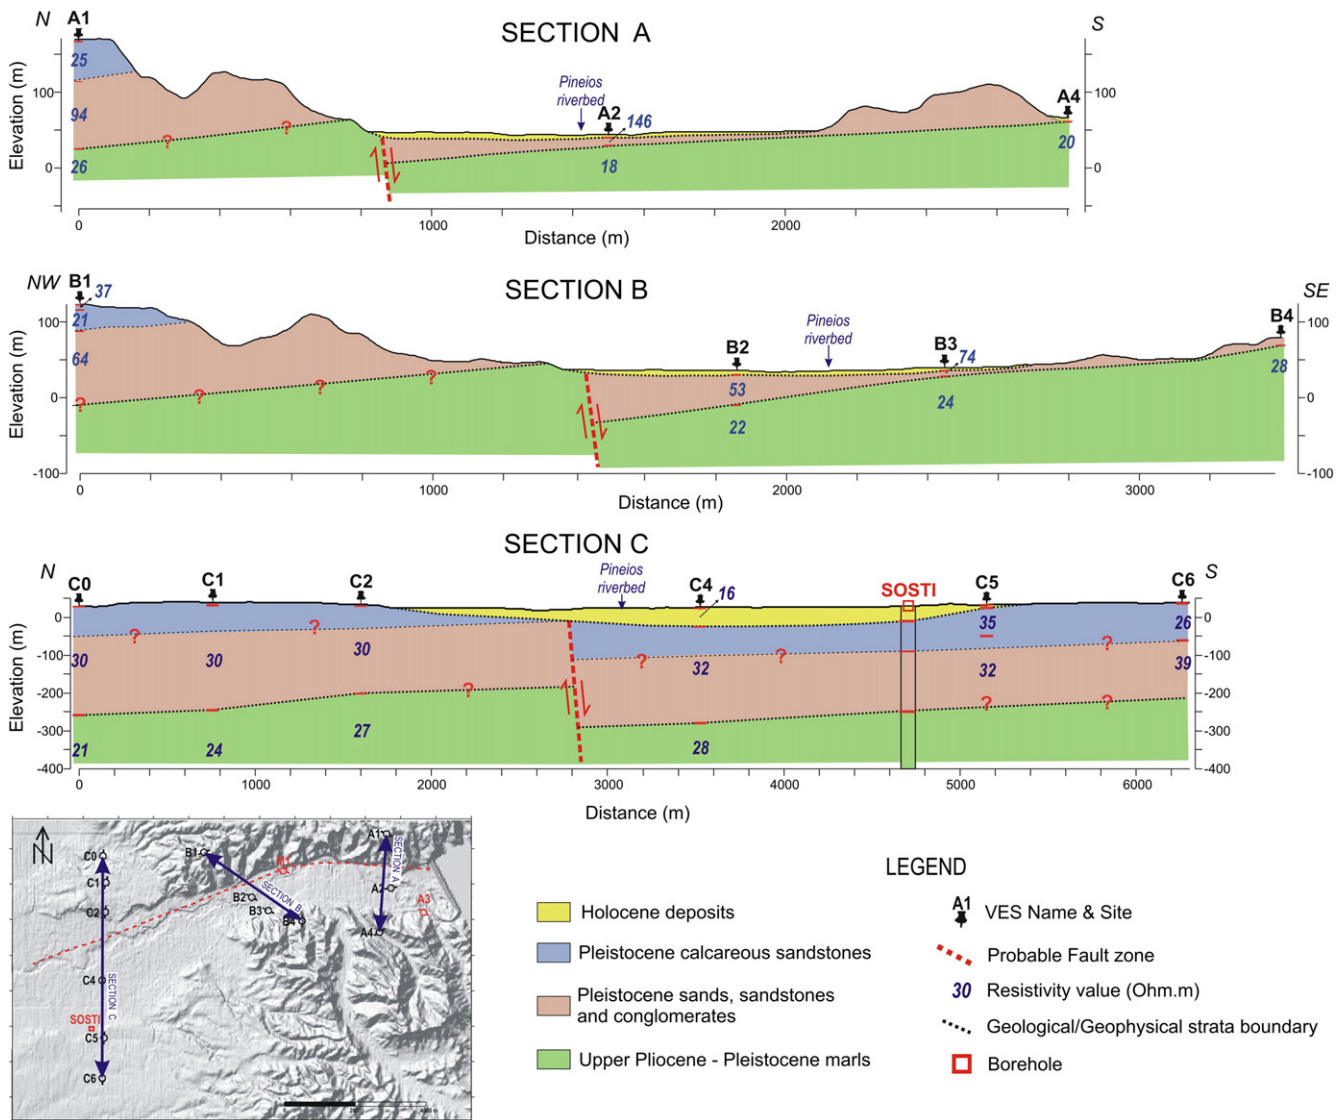 SECTION A
N
A1
S
Elevation (m)
100
0
25
94
26
?
?
Pineios
riverbed
A2
146
18
A4
20
100
0
0
1000
2000
Distance (m)
SECTION B
NW
B1
SE
Elevation (m)
100
0
-100
37
21
64
?
?
?
?
B2
53
22
Pineios
riverbed
B3
74
24
B4
28
100
0
-100
0
1000
2000
3000
Distance (m)
SECTION C
N
S
C0
C1
C2
Pineios
riverbed
C4
16
SOSTI
C5
C6
Elevation (m)
0
-100
-200
-300
-400
?
?
?
?
?
?
?
?
30
30
30
32
35
32
26
39
21
24
27
28
0
-100
-200
-300
-400
0
1000
2000
3000
4000
5000
6000
Distance (m)
N
C0
C1
C2
C4
SOSTI
C5
C6
SECTION C
B1
B2
B3
B4
SECTION B
M1
A1
A2
A3
A4
SECTION A
LEGEND
Holocene deposits
Pleistocene calcareous sandstones
Pleistocene sands, sandstones
and conglomerates
Upper Pliocene - Pleistocene marls
A1 VES Name & Site
Probable Fault zone
30 Resistivity value (Ohm.m)
Geological/Geophysical strata boundary
Borehole